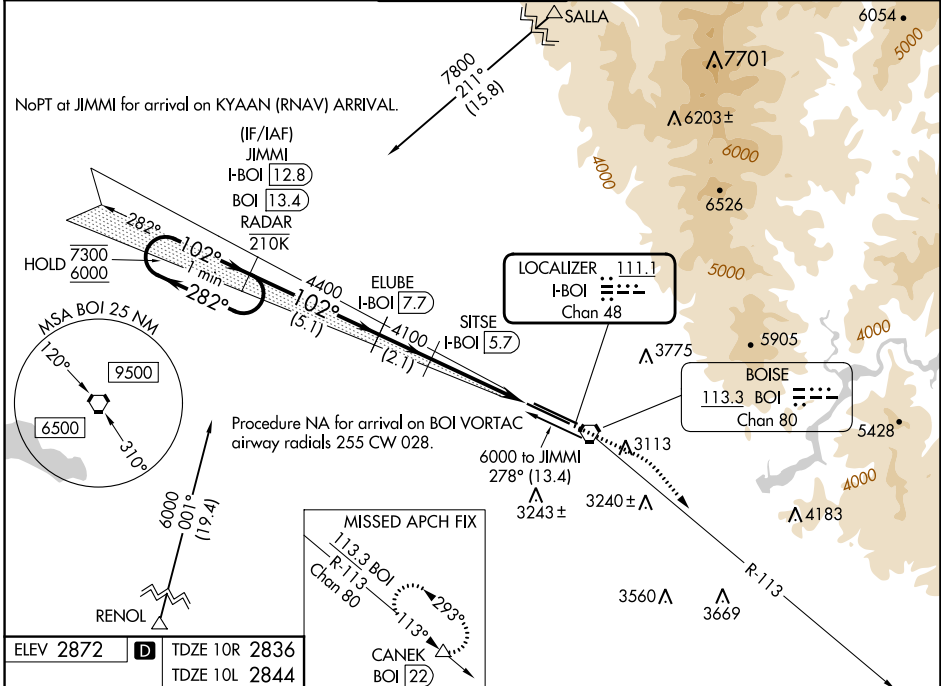 SALLA
6054
5000
7701
7800
211°
(15.8)
NoPT at JIMMI for arrival on KYAAN (RNAV) ARRIVAL.
6203±
4000
6000
6526
(IF/IAF)
JIMMI
I-BOI 12.8
BOI 13.4
RADAR
210K
282°
102°
1 min
282°
HOLD 7300
6000
4400
102°
(5.1)
ELUBE
I-BOI 7.7
4100
(2.1)
SITSE
I-BOI 5.7
LOCALIZER 111.1
I-BOI
Chan 48
5000
4000
3775
5905
BOISE
113.3 BOI
Chan 80
5428
4000
MSA BOI 25 NM
120°
9500
6500
310°
Procedure NA for arrival on BOI VORTAC
airway radials 255 CW 028.
6000 to JIMMI
278° (13.4)
3113
3243±
3240±
4183
R-113
3560
3669
6000
001°
(19.4)
RENOL
MISSED APCH FIX
113.3 BOI
R-113
Chan 80
293°
113°
CANEK
BOI 22
ELEV 2872
D
TDZE 10R 2836
TDZE 10L 2844